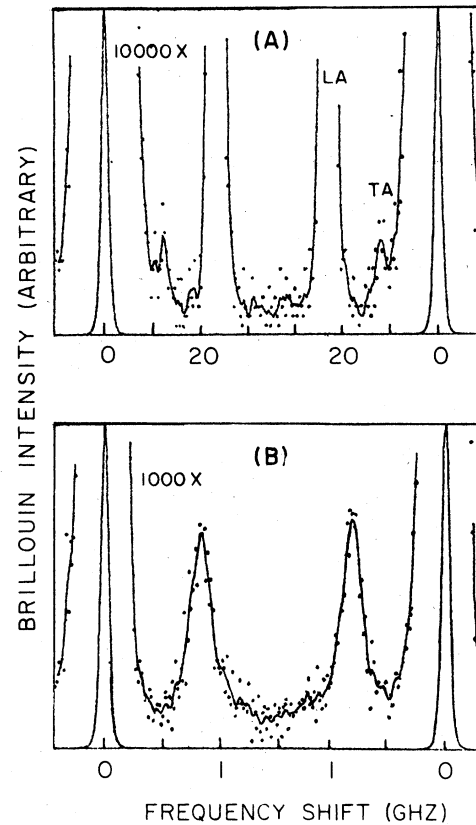 BRILLOUIN INTENSITY (ARBITRARY)
(A)
10000 X
LA
TA
0 20 20 0
(B)
1000 X
0 1 1 0
FREQUENCY SHIFT (GHZ)